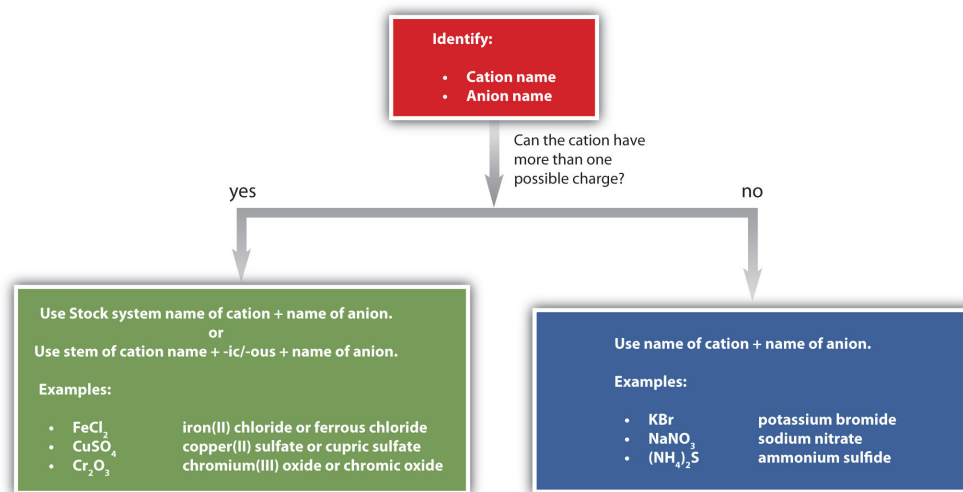 Identify:
• Cation name
• Anion name
Can the cation have
more than one
possible charge?
yes
no
Use Stock system name of cation + name of anion.
or
Use stem of cation name + -ic/-ous + name of anion.
Examples:
• FeCl₂ iron(II) chloride or ferrous chloride
• CuSO₄ copper(II) sulfate or cupric sulfate
• Cr₂O₃ chromium(III) oxide or chromic oxide
Use name of cation + name of anion.
Examples:
• KBr potassium bromide
• NaNO₃ sodium nitrate
• (NH₄)₂S ammonium sulfide